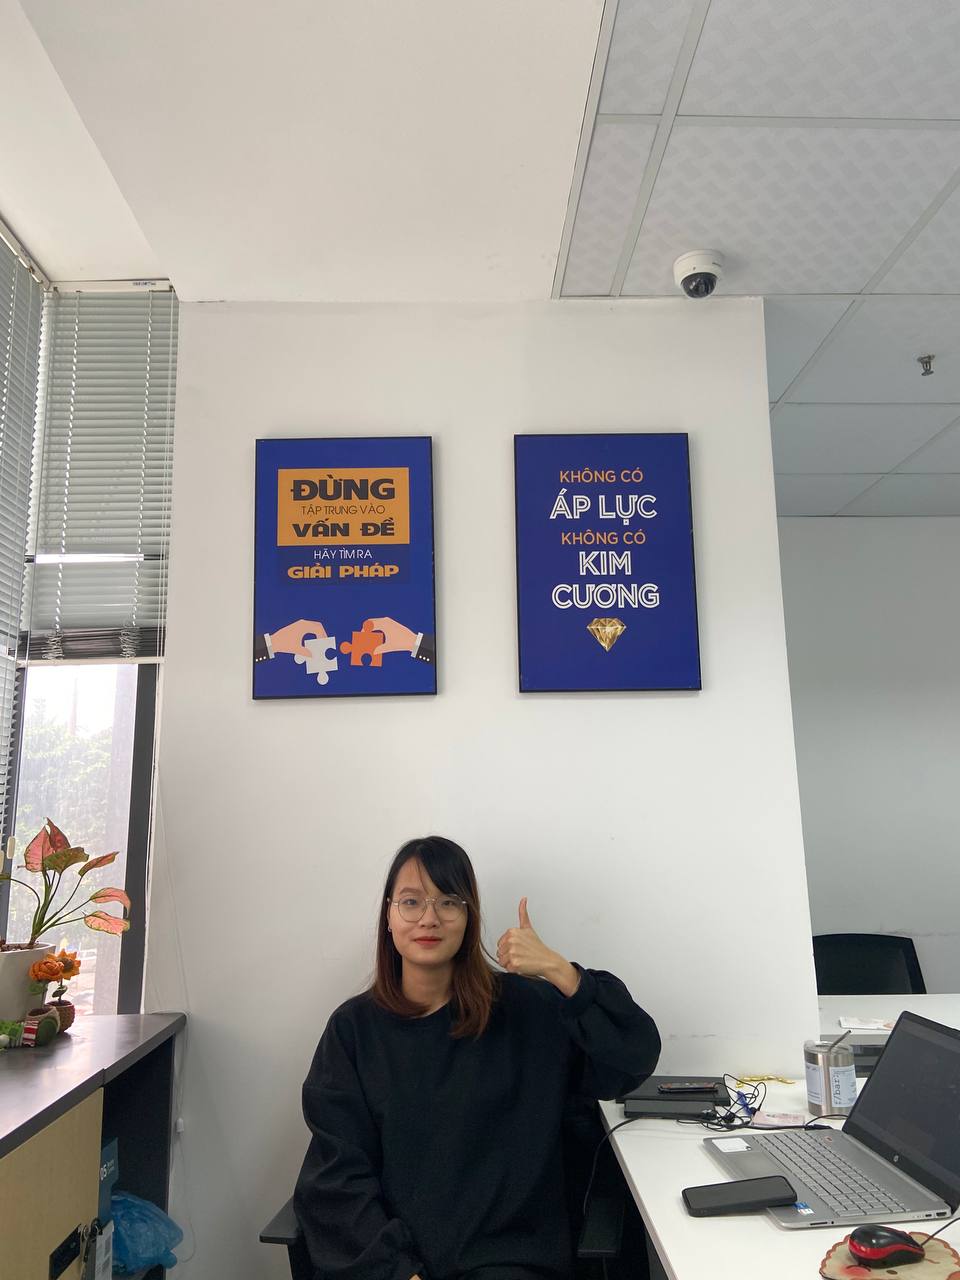 ĐỪNG
TẬP TRUNG VÀO
VẤN ĐỀ
HÃY TÌM RA
GIẢI PHÁP
KHÔNG CÓ
ÁP LỰC
KHÔNG CÓ
KIM
CƯƠNG